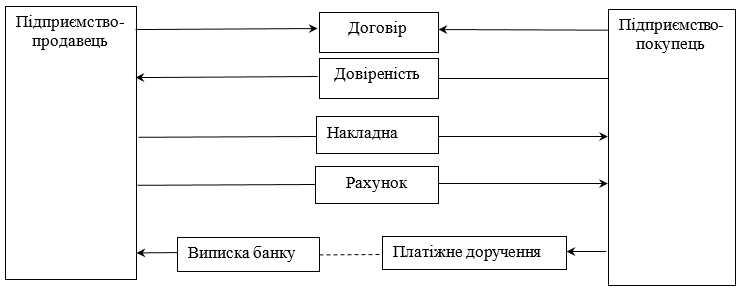 Підприємство-
продавець
Договір
Підприємство-
покупець
Довіреність
Накладна
Рахунок
Виписка банку
Платіжне доручення